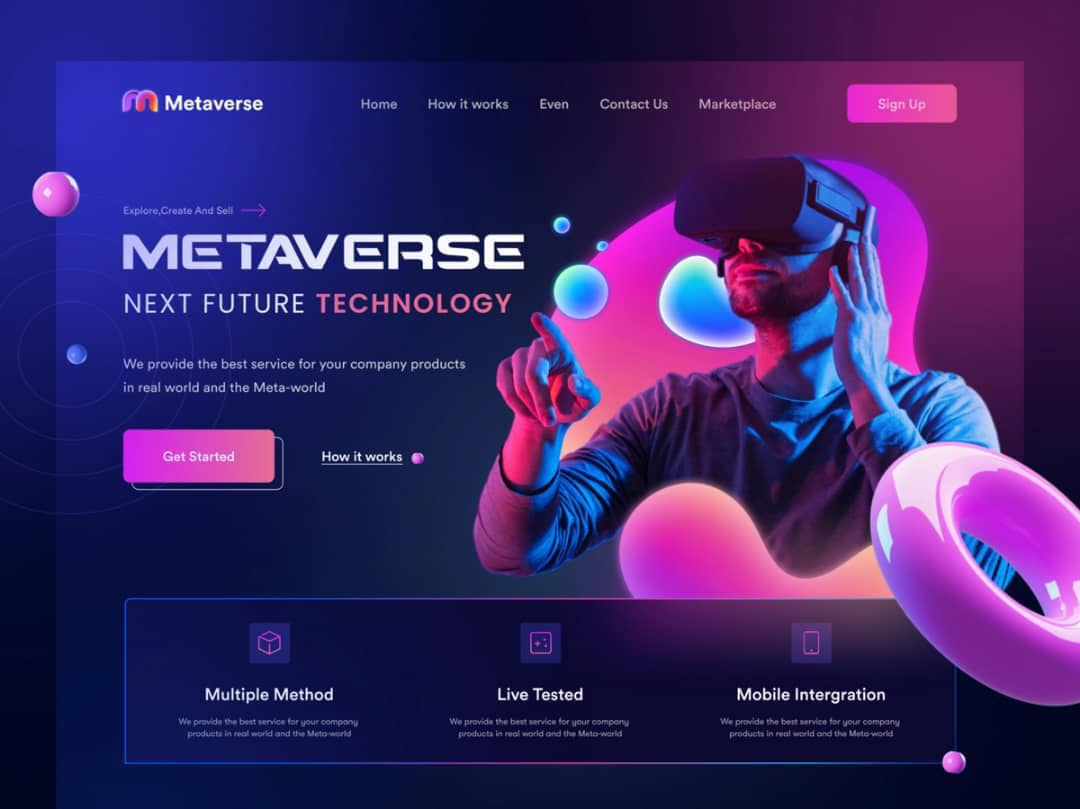 Metaverse
Home
How it works
Even
Contact Us
Marketplace
Sign Up
Explore,Create And Sell
METAVERSE
NEXT FUTURE TECHNOLOGY
We provide the best service for your company products
in real world and the Meta-world
Get Started
How it works
Multiple Method
We provide the best service for your company
products in real world and the Meta-world
Live Tested
We provide the best service for your company
products in real world and the Meta-world
Mobile Intergration
We provide the best service for your company
products in real world and the Meta-world